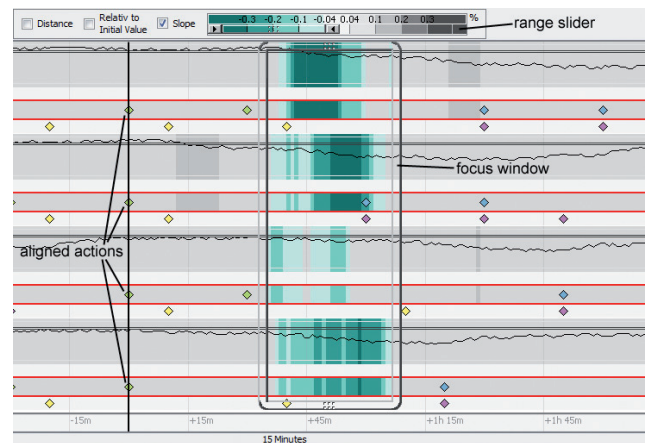 Distance
Relativ to
Initial Value
Slope
-0.3 -0.2 -0.1 -0.04 0.04 0.1 0.2 0.3 %
range slider
focus window
aligned actions
-15m +15m +45m +1h 15m +1h 45m
15 Minutes